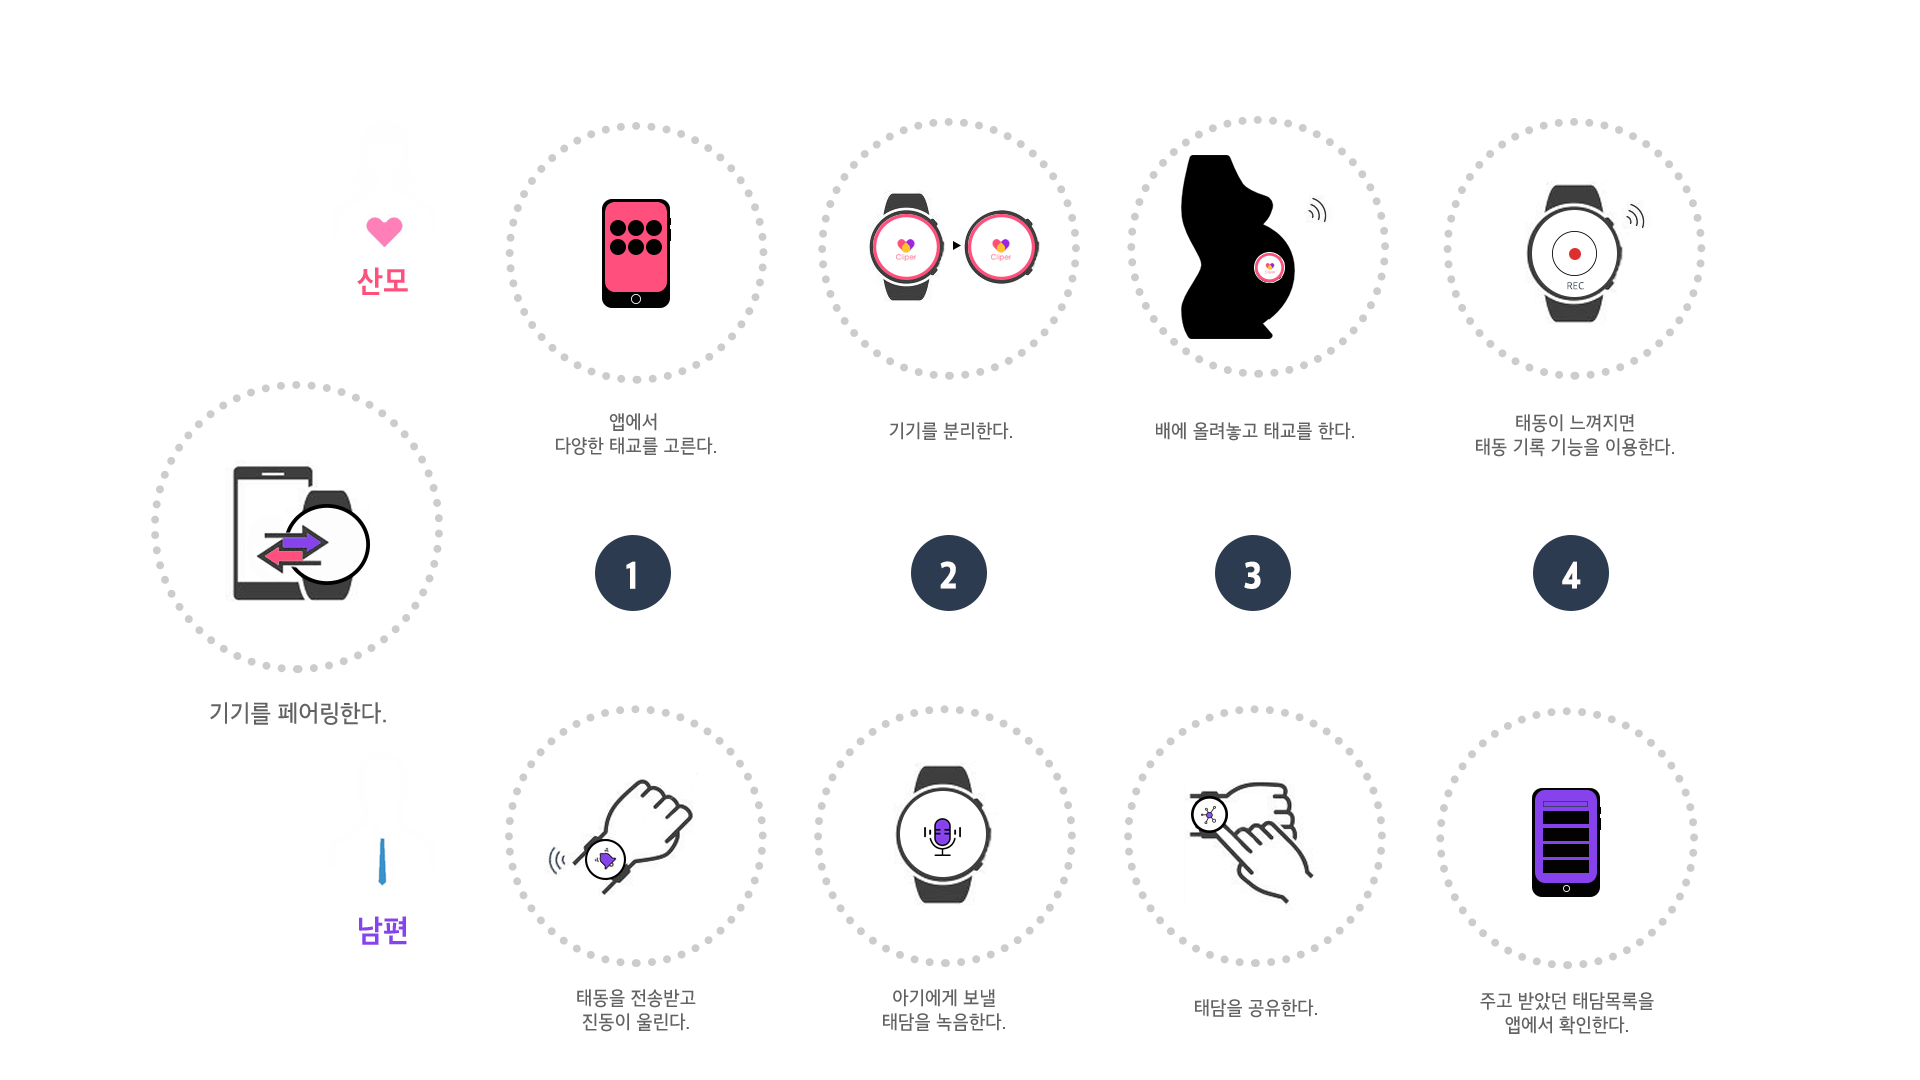 산모
앱에서
다양한 태교를 고른다.
Cliper
Cliper
기기를 분리한다.
배에 올려놓고 태교를 한다.
REC
태동이 느껴지면
태동 기록 기능을 이용한다.
기기를 페어링한다.
1
2
3
4
남편
태동을 전송받고
진동이 울린다.
아기에게 보낼
태담을 녹음한다.
태담을 공유한다.
주고 받았던 태담목록을
앱에서 확인한다.